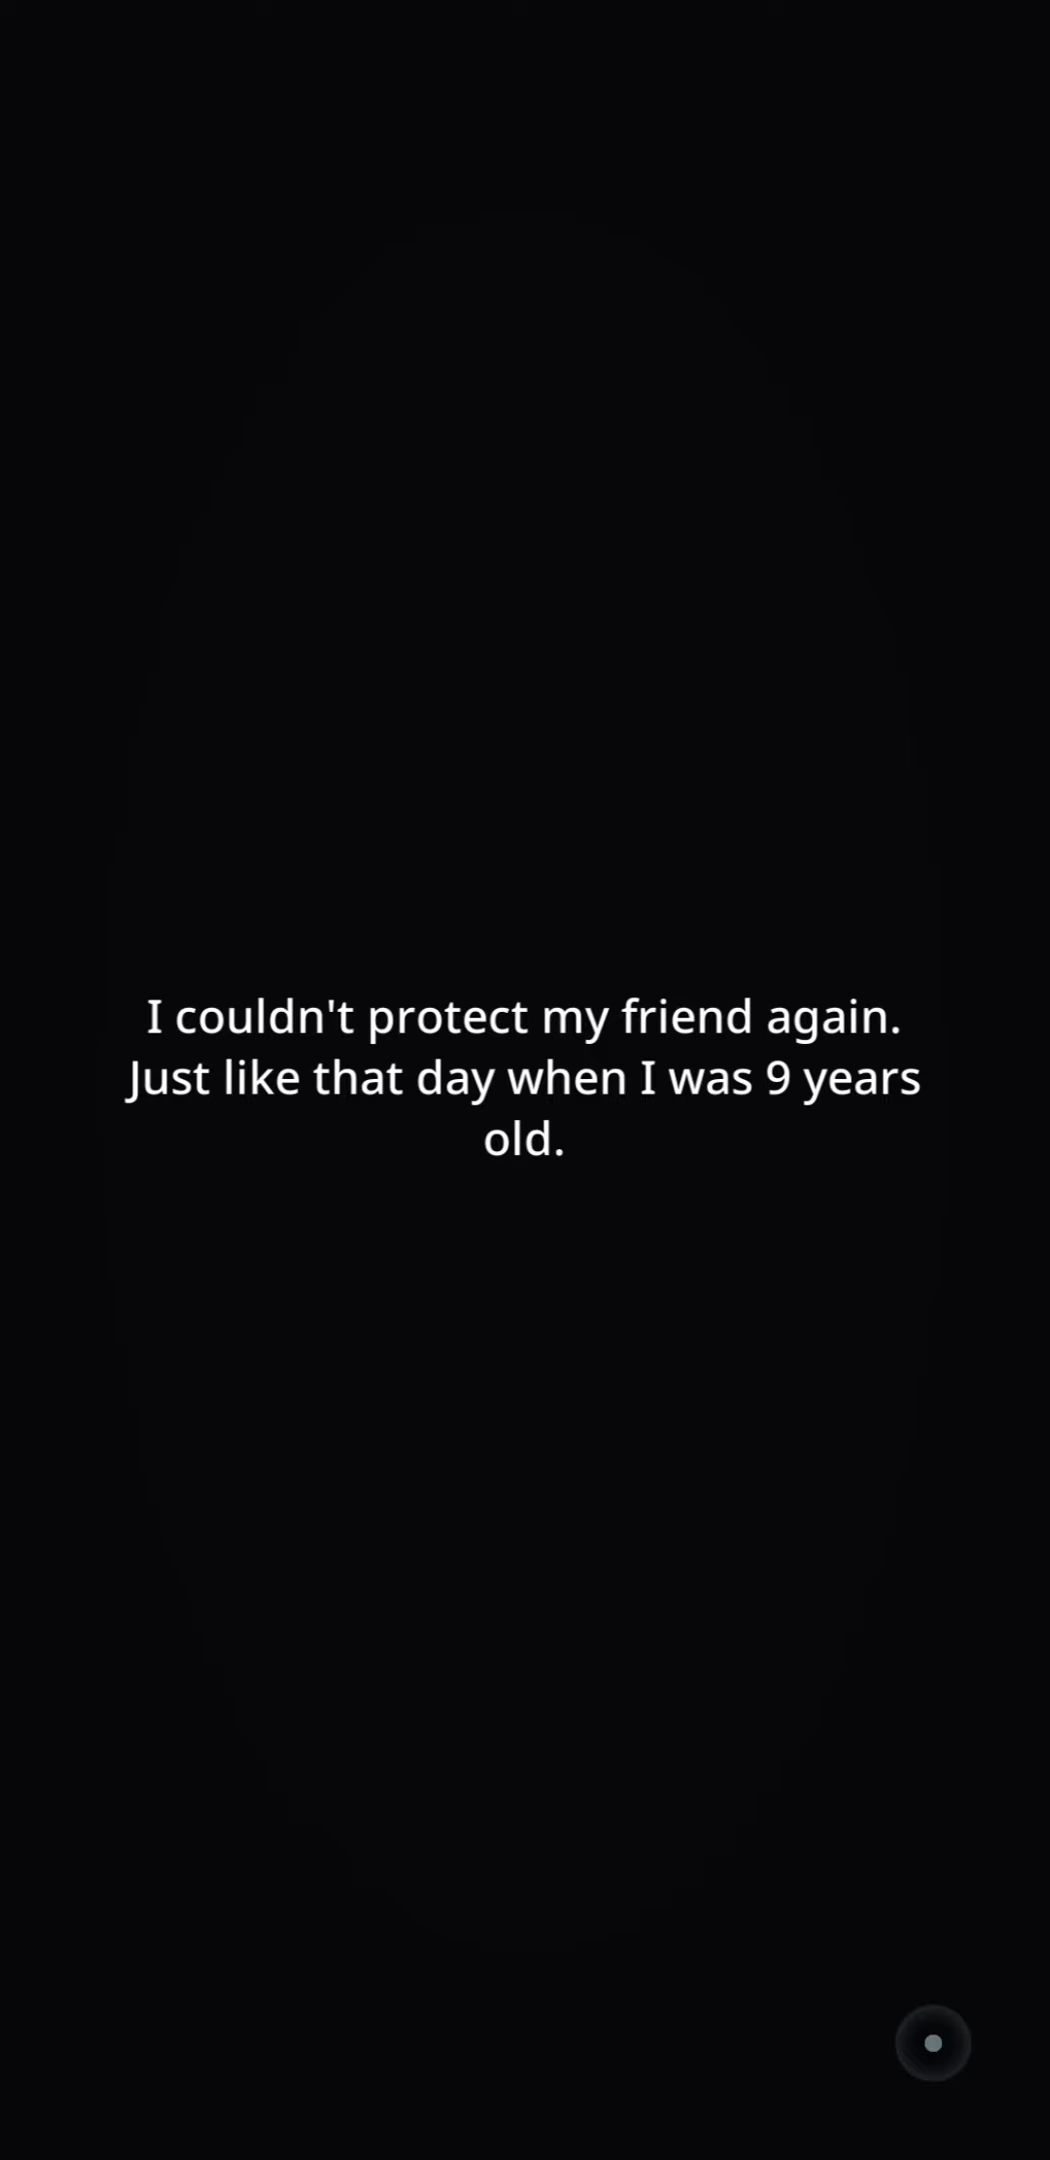 I couldn't protect my friend again.
Just like that day when I was 9 years
old.